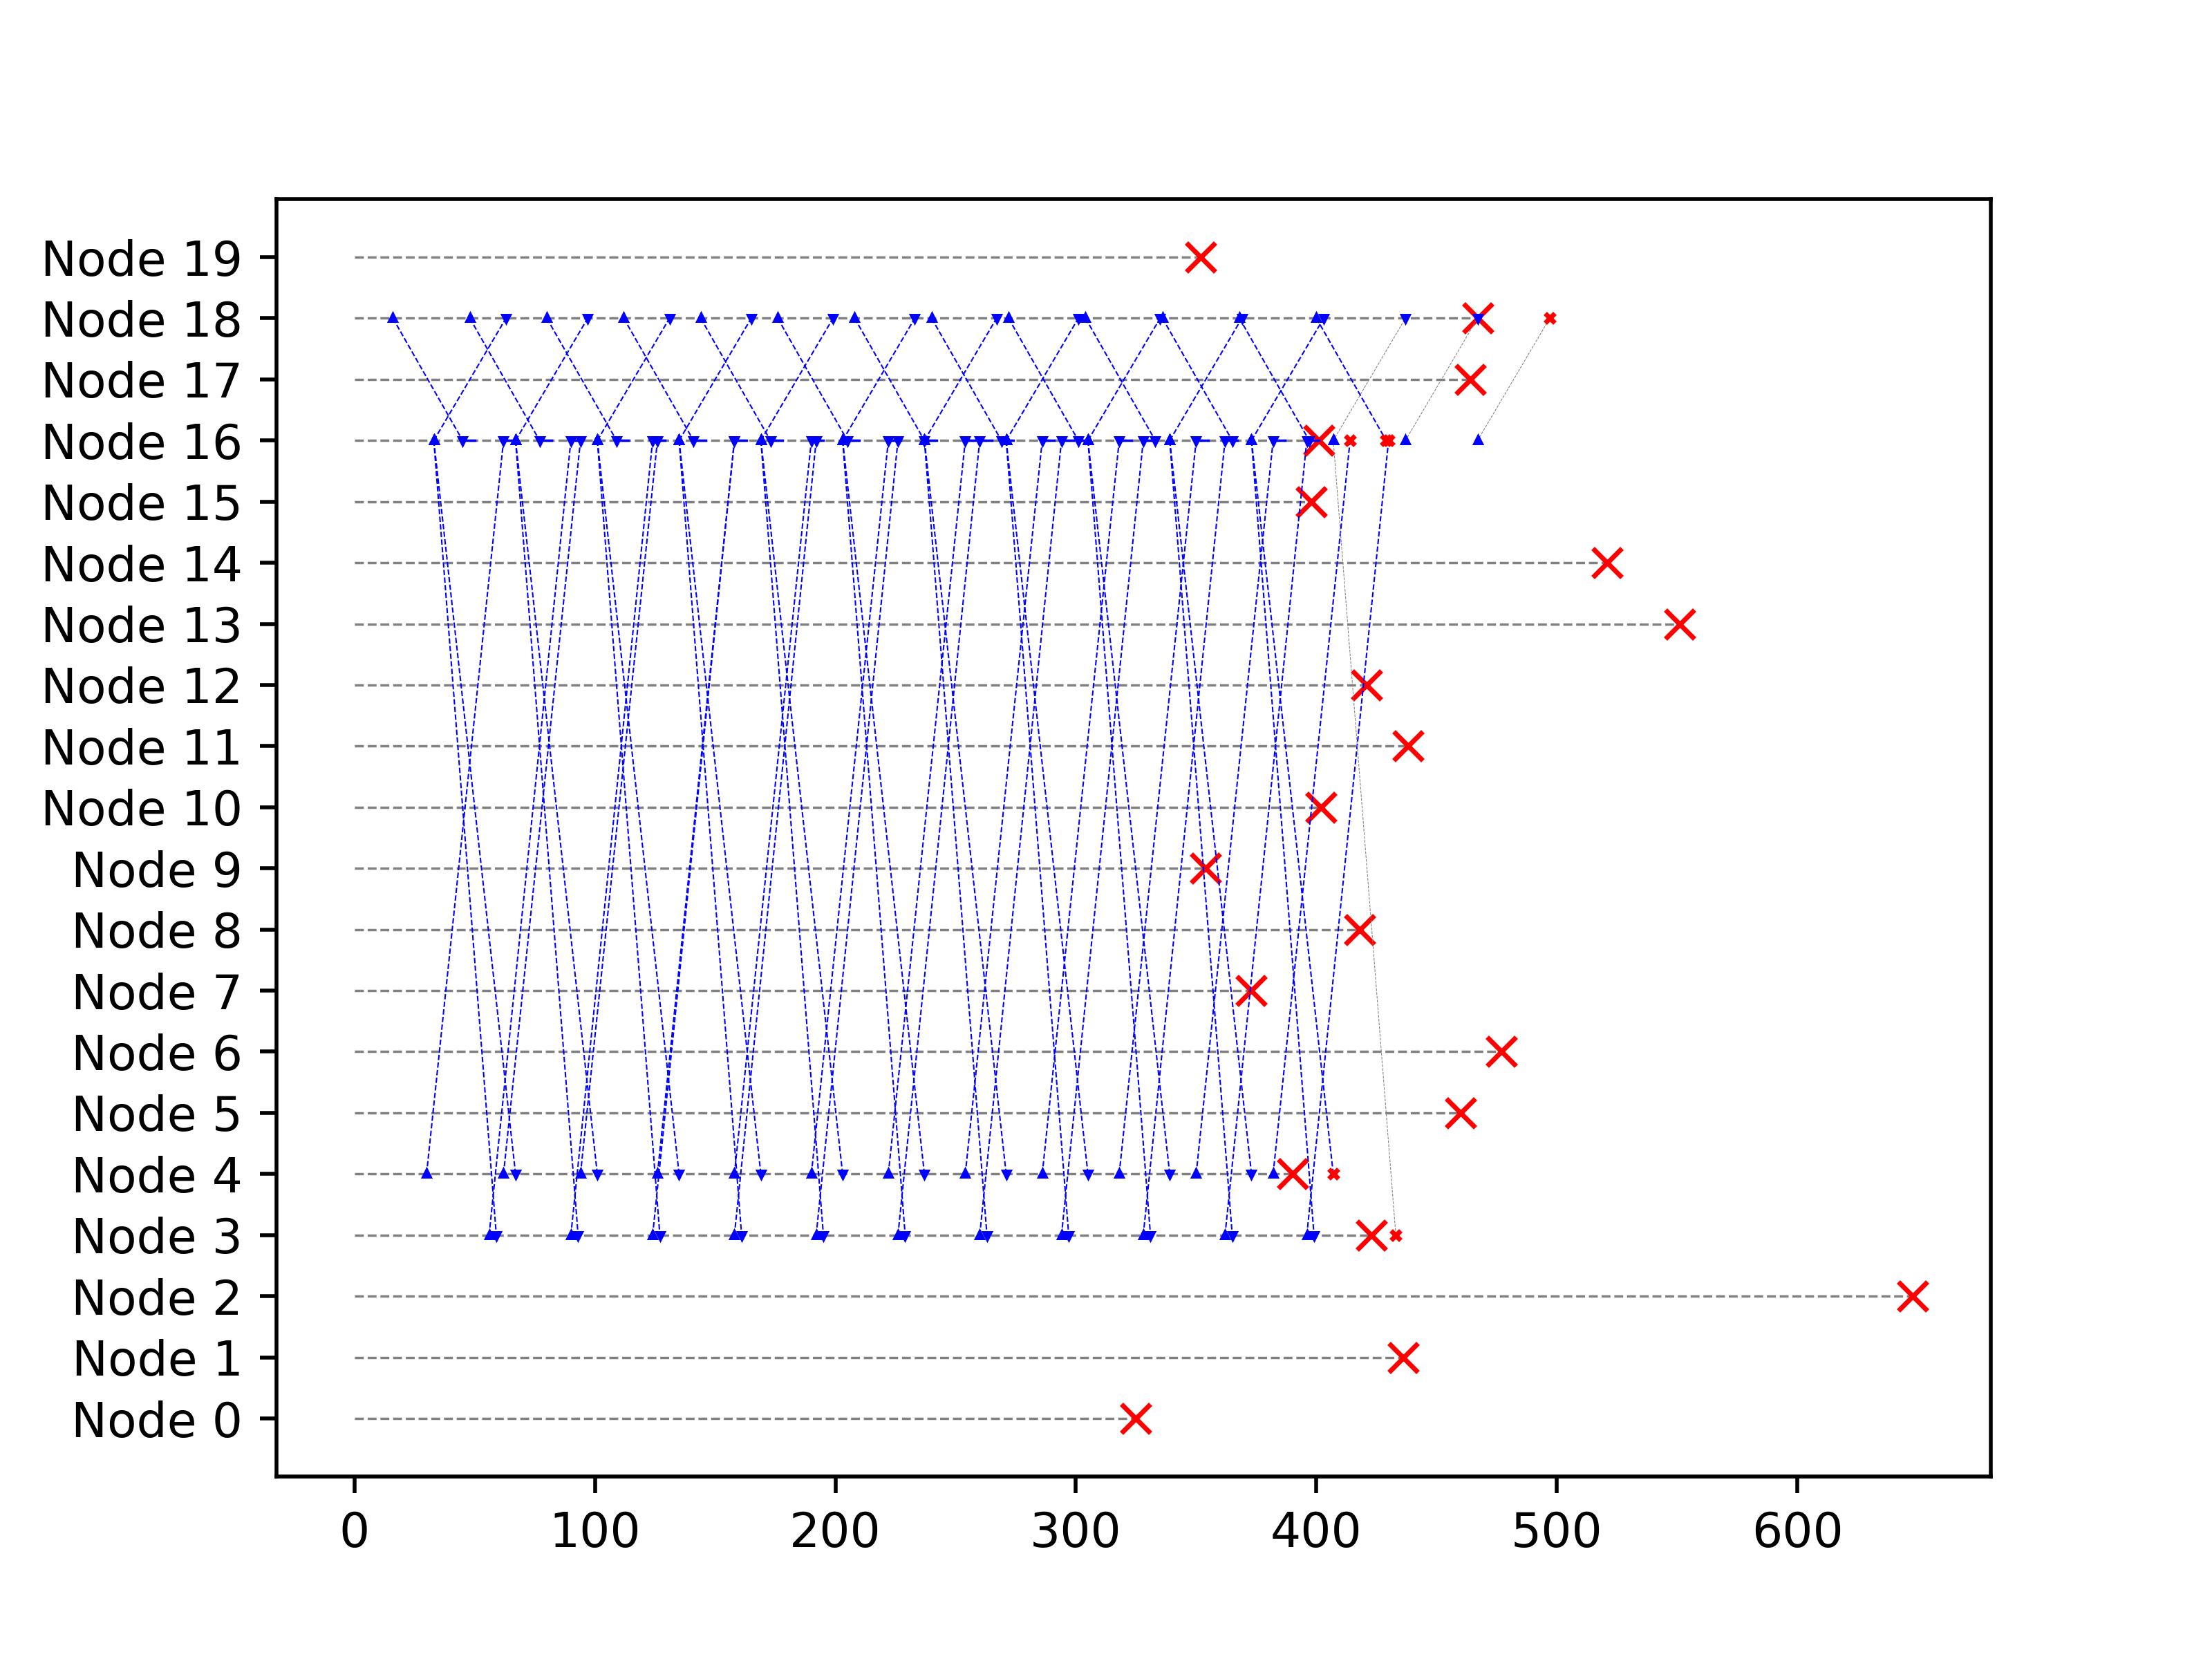 Node 19
Node 18
Node 17
Node 16
Node 15
Node 14
Node 13
Node 12
Node 11
Node 10
Node 9
Node 8
Node 7
Node 6
Node 5
Node 4
Node 3
Node 2
Node 1
Node 0
0 100 200 300 400 500 600